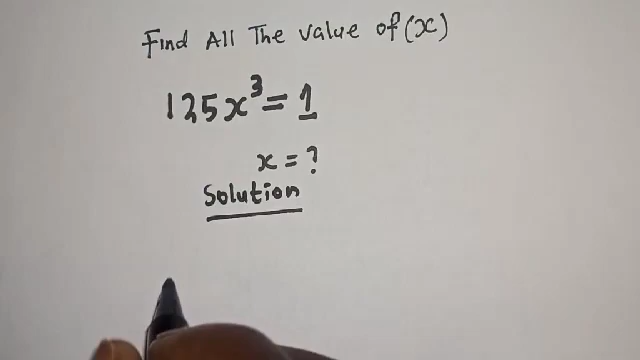 Find All The value of (x)
125x³ = 1
x = ?
Solution